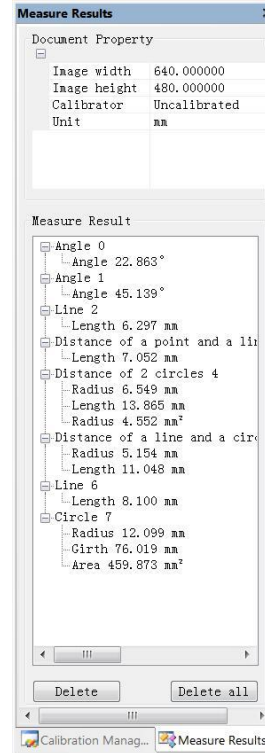 Measure Results
Document Property
Image width 640.000000
Image height 480.000000
Calibrator Uncalibrated
Unit mm
Measure Result
Angle 0
Angle 22.863°
Angle 1
Angle 45.139°
Line 2
Length 6.297 mm
Distance of a point and a lin
Length 7.052 mm
Distance of 2 circles 4
Radius 6.549 mm
Length 13.865 mm
Radius 4.552 mm²
Distance of a line and a circ
Radius 5.154 mm
Length 11.048 mm
Line 6
Length 8.100 mm
Circle 7
Radius 12.099 mm
Girth 76.019 mm
Area 459.873 mm²
Delete Delete all
Calibration Manag... Measure Results